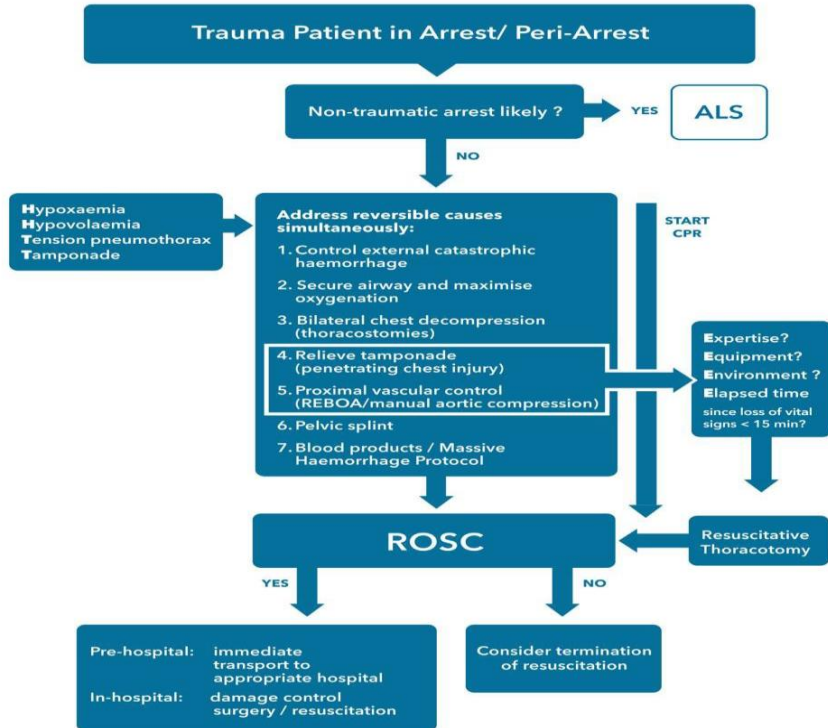 Trauma Patient in Arrest/ Peri-Arrest
Non-traumatic arrest likely ?
YES
ALS
NO
Hypoxaemia
Hypovolaemia
Tension pneumothorax
Tamponade
Address reversible causes
simultaneously:
1. Control external catastrophic
haemorrhage
2. Secure airway and maximise
oxygenation
3. Bilateral chest decompression
(thoracostomies)
4. Relieve tamponade
(penetrating chest injury)
5. Proximal vascular control
(REBOA/manual aortic compression)
6. Pelvic splint
7. Blood products / Massive
Haemorrhage Protocol
START
CPR
Expertise?
Equipment?
Environment ?
Elapsed time
since loss of vital
signs < 15 min?
Resuscitative
Thoracotomy
ROSC
YES
NO
Pre-hospital: immediate
transport to
appropriate hospital
In-hospital: damage control
surgery / resuscitation
Consider termination
of resuscitation